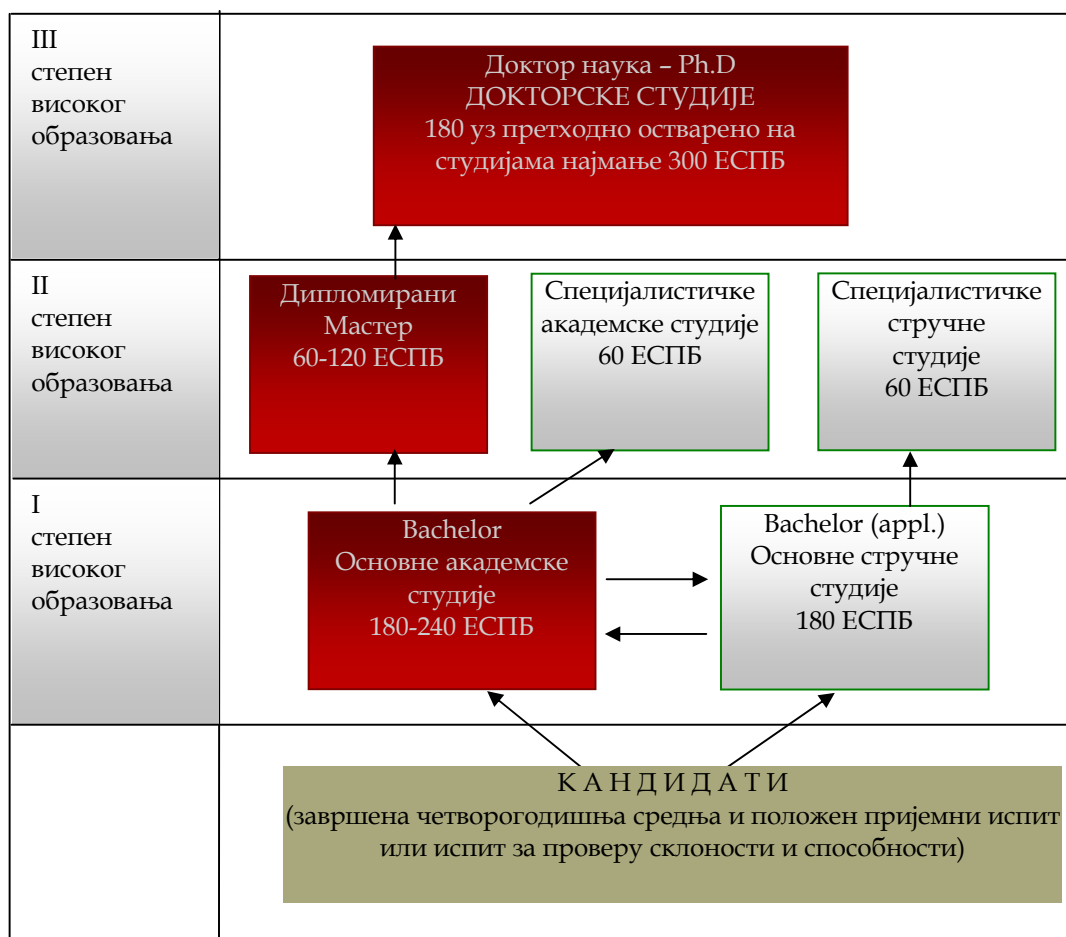 III
степен
високог
образовања
Доктор наука – Ph.D
ДОКТОРСКЕ СТУДИЈЕ
180 уз претходно остварено на
студијама најмање 300 ЕСПБ
II
степен
високог
образовања
Дипломирани
Мастер
60-120 ЕСПБ
Специјалистичке
академске студије
60 ЕСПБ
Специјалистичке
стручне
студије
60 ЕСПБ
I
степен
високог
образовања
Bachelor
Основне академске
студије
180-240 ЕСПБ
Bachelor (appl.)
Основне стручне
студије
180 ЕСПБ
К А Н Д И Д А Т И
(завршена четворогодишња средња и положен пријемни испит
или испит за проверу склоности и способности)